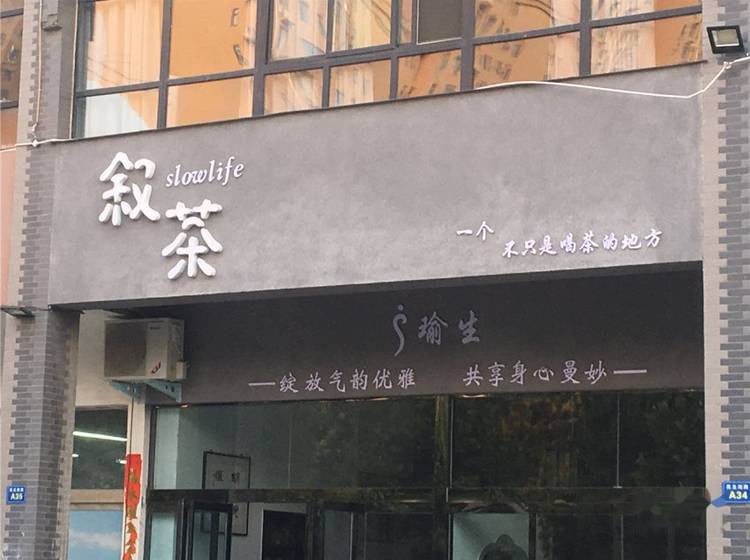 叙茶
slowlife
一个
不只是喝茶的地方
瑜生
—绽放气韵优雅 共享身心曼妙—
A35
A34